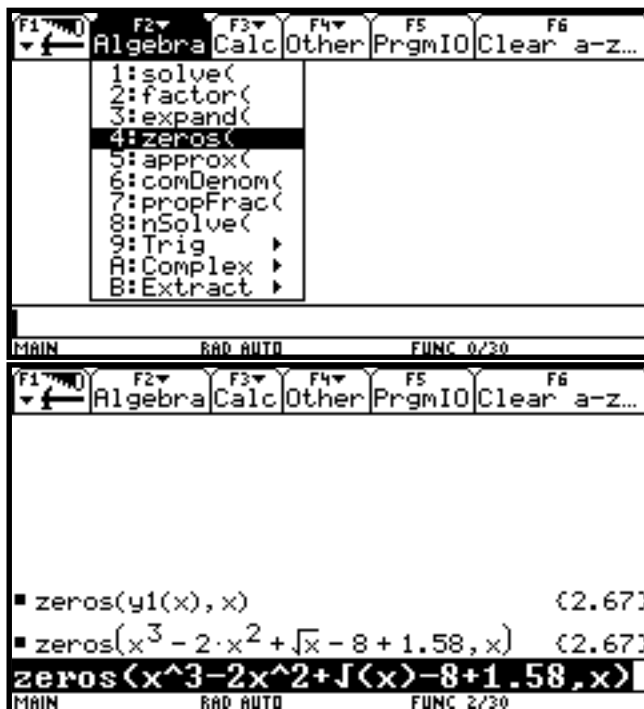 F1 F2 F3 F4 F5 F6
Algebra Calc Other PrgmIO Clear a-z…
1:solve(
2:factor(
3:expand(
4:zeros(
5:approx(
6:comDenom(
7:propFrac(
8:nSolve(
9:Trig
A:Complex
B:Extract
MAIN RAD AUTO FUNC 0/30
F1 F2 F3 F4 F5 F6
Algebra Calc Other PrgmIO Clear a-z…
zeros(y1(x),x) {2.67}
zeros(x³-2·x²+√x-8+1.58,x) {2.67}
zeros(x^3-2x^2+√(x)-8+1.58,x)
MAIN RAD AUTO FUNC 2/30